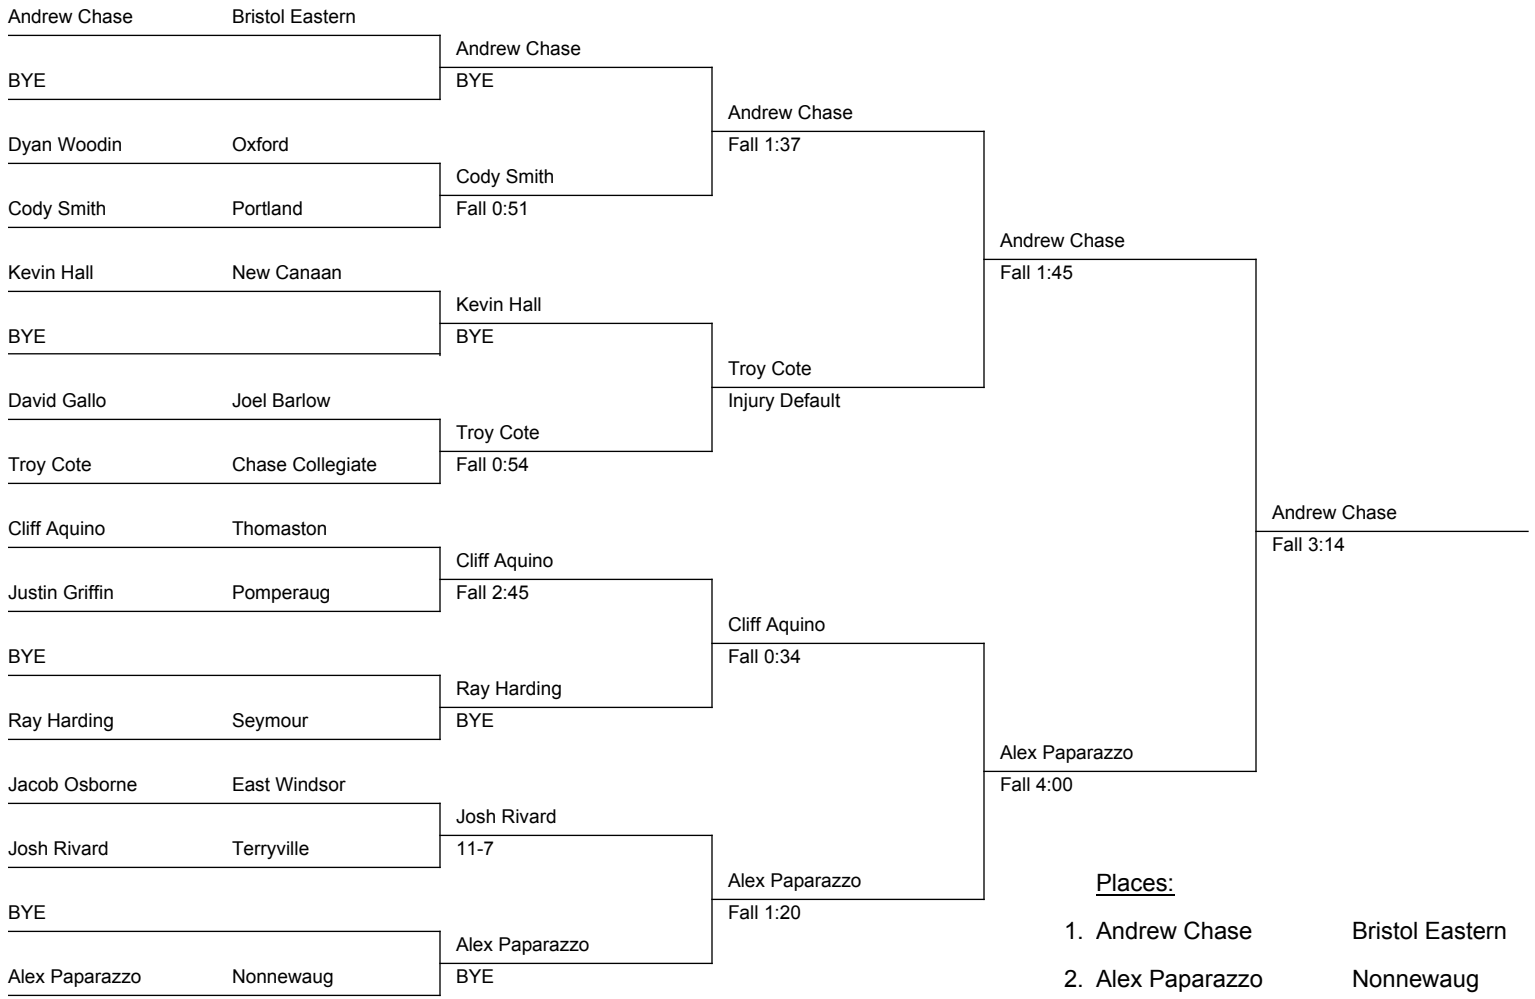 Andrew Chase Bristol Eastern
BYE
Dyan Woodin Oxford
Cody Smith Portland
Kevin Hall New Canaan
BYE
David Gallo Joel Barlow
Troy Cote Chase Collegiate
Cliff Aquino Thomaston
Justin Griffin Pomperaug
BYE
Ray Harding Seymour
Jacob Osborne East Windsor
Josh Rivard Terryville
BYE
Alex Paparazzo Nonnewaug
Andrew Chase
BYE
Cody Smith
Fall 0:51
Kevin Hall
BYE
Troy Cote
Fall 0:54
Cliff Aquino
Fall 2:45
Ray Harding
BYE
Josh Rivard
11-7
Alex Paparazzo
BYE
Andrew Chase
Fall 1:37
Troy Cote
Injury Default
Cliff Aquino
Fall 0:34
Alex Paparazzo
Fall 1:20
Andrew Chase
Fall 1:45
Alex Paparazzo
Fall 4:00
Andrew Chase
Fall 3:14
Places:
1. Andrew Chase Bristol Eastern
2. Alex Paparazzo Nonnewaug